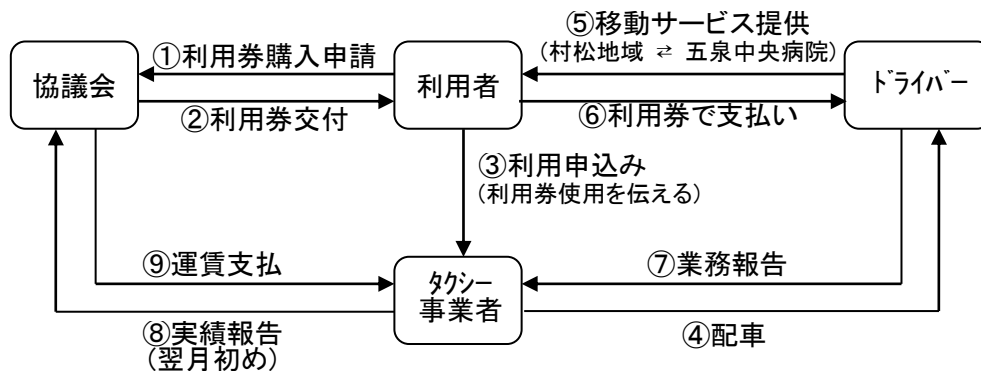 ⑤移動サービス提供
(村松地域 ⇄ 五泉中央病院)
①利用券購入申請
協議会
利用者
ﾄﾞﾗｲﾊﾞｰ
②利用券交付
⑥利用券で支払い
③利用申込み
(利用券使用を伝える)
⑨運賃支払
⑦業務報告
ﾀｸｼｰ
事業者
⑧実績報告
(翌月初め)
④配車